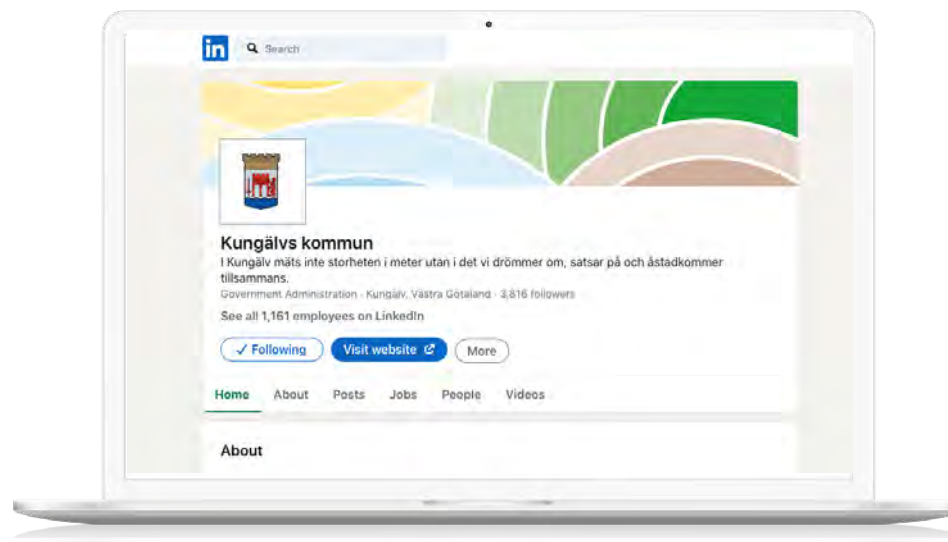 in Search
Kungälvs kommun
I Kungälv mäts inte storheten i meter utan i det vi drömmer om, satsar på och åstadkommer
tillsammans.
Government Administration · Kungälv, Västra Götaland · 3,816 followers
See all 1,161 employees on LinkedIn
✓ Following Visit website More
Home About Posts Jobs People Videos
About